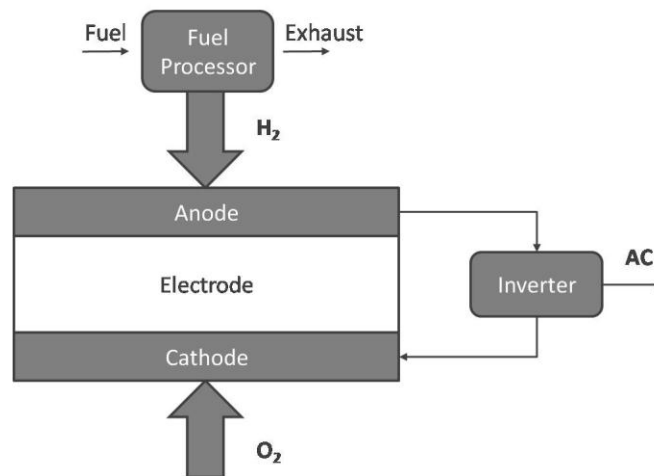 Fuel
Fuel
Processor
Exhaust
H₂
Anode
Electrode
Inverter
AC
Cathode
O₂